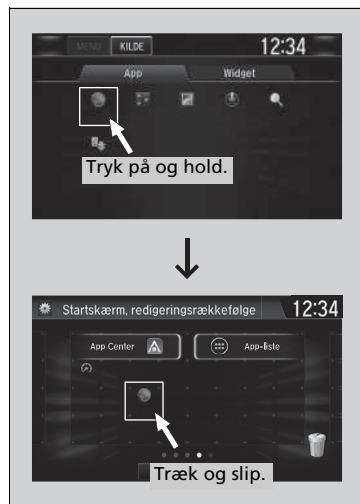 MENU KILDE 12:34
App Widget
Tryk på og hold.
Startskærm, redigeringsrækkefølge 12:34
App Center App-liste
Træk og slip.